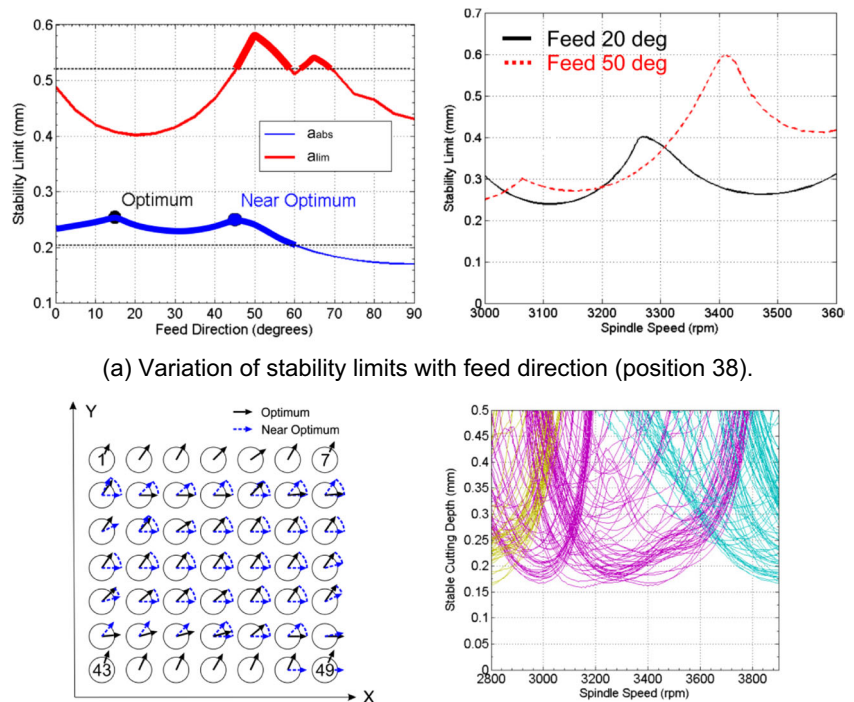 0.6
0.5
0.4
0.3
0.2
0.1
Stability Limit (mm)
aabs
alim
Optimum
Near Optimum
0 10 20 30 40 50 60 70 80 90
Feed Direction (degrees)
0.7
0.6
0.5
0.4
0.3
0.2
0.1
0
Stability Limit (mm)
Feed 20 deg
Feed 50 deg
3000 3100 3200 3300 3400 3500 360
Spindle Speed (rpm)
(a) Variation of stability limits with feed direction (position 38).
Y
Optimum
Near Optimum
1 7
43 49
X
0.5
0.45
0.4
0.35
0.3
0.25
0.2
0.15
0.1
0.05
0
Stable Cutting Depth (mm)
2800 3000 3200 3400 3600 3800
Spindle Speed (rpm)